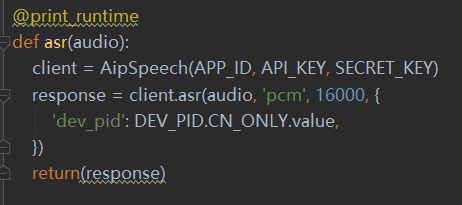 @print_runtime
def asr(audio):
    client = AipSpeech(APP_ID, API_KEY, SECRET_KEY)
    response = client.asr(audio, 'pcm', 16000, {
        'dev_pid': DEV_PID.CN_ONLY.value,
    })
    return(response)